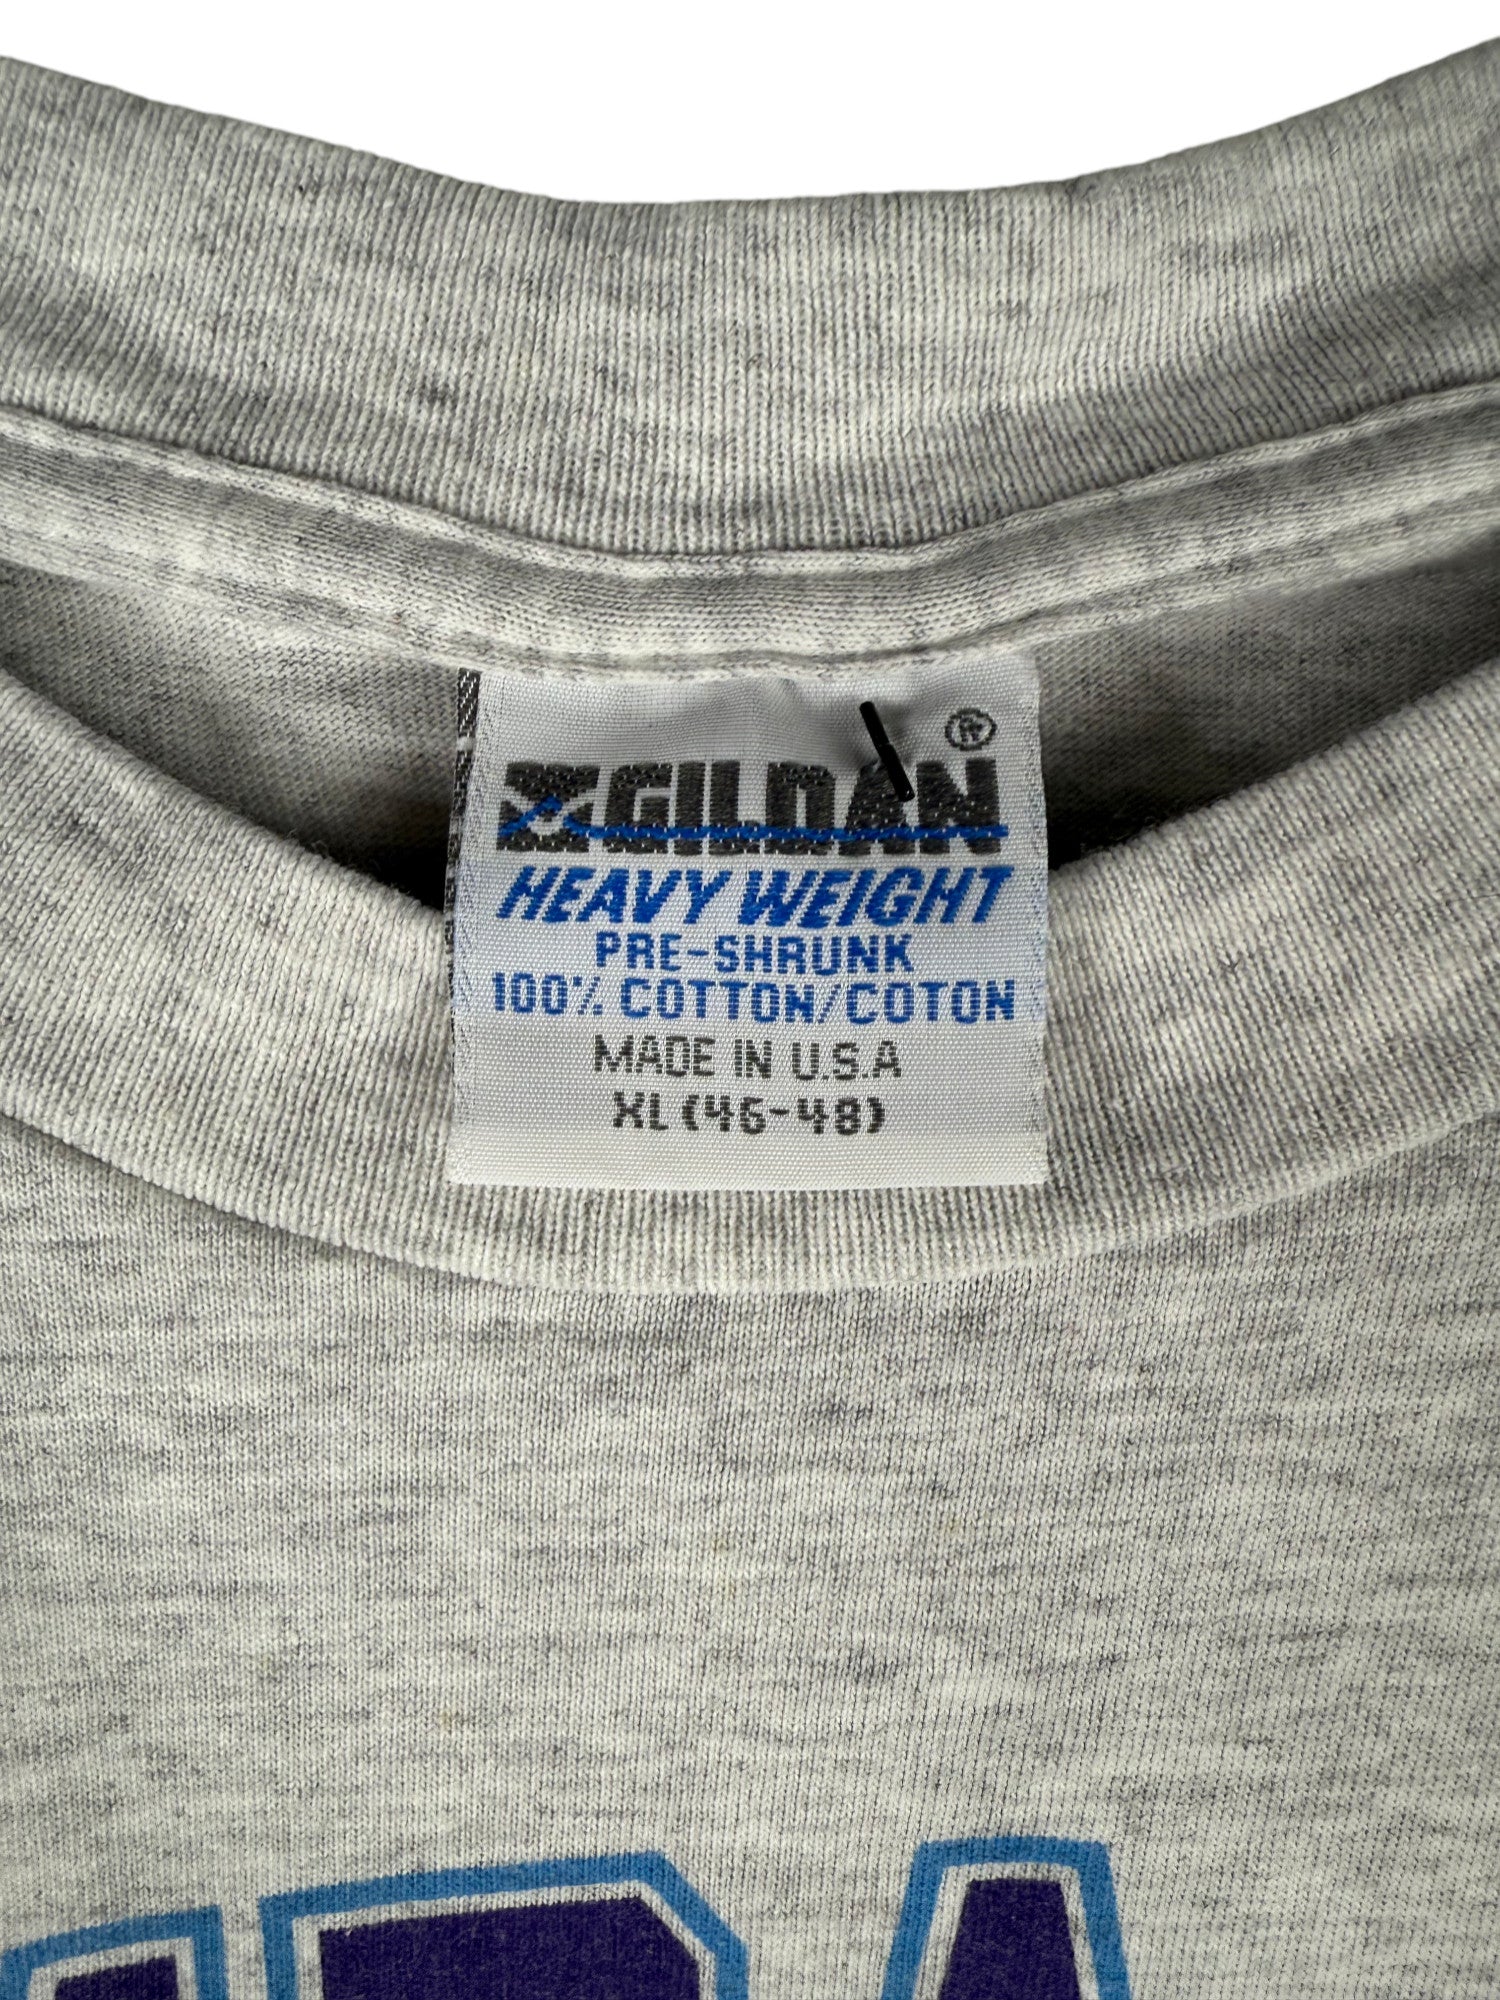 GILDAN ®
HEAVY WEIGHT
PRE-SHRUNK
100% COTTON/COTON
MADE IN U.S.A
XL (46-48)